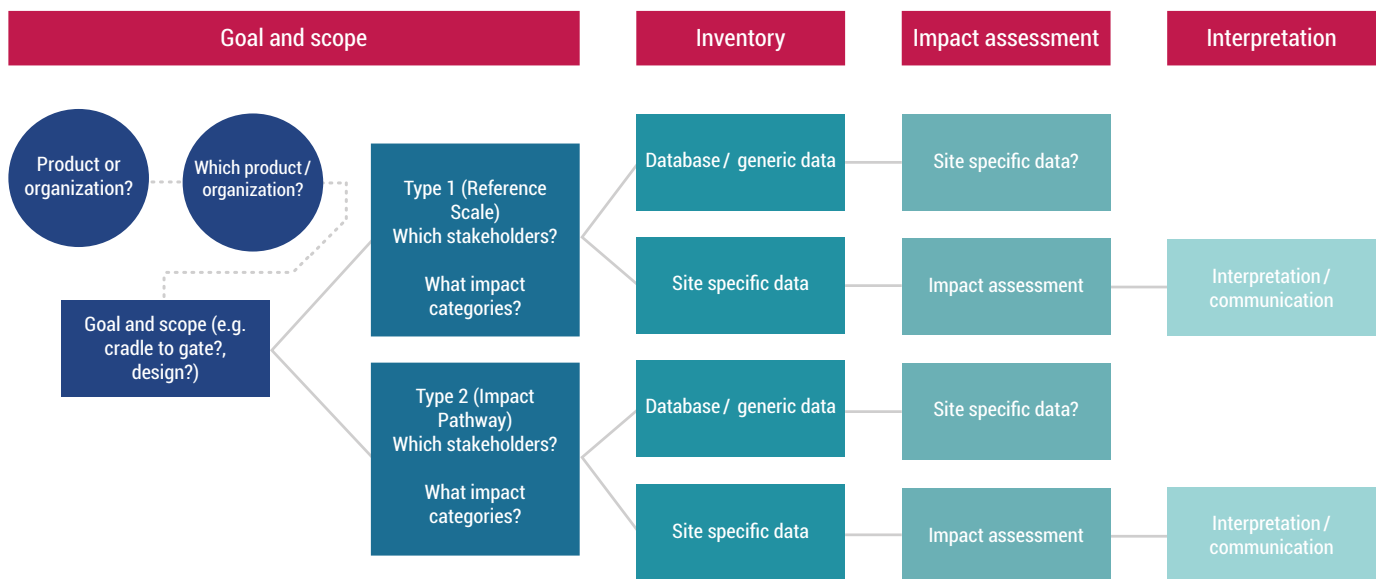 Goal and scope
Inventory
Impact assessment
Interpretation
Product or
organization?
Which product /
organization?
Goal and scope (e.g.
cradle to gate?,
design?)
Type 1 (Reference
Scale)
Which stakeholders?
What impact
categories?
Type 2 (Impact
Pathway)
Which stakeholders?
What impact
categories?
Database / generic data
Site specific data?
Site specific data
Impact assessment
Interpretation /
communication
Database / generic data
Site specific data?
Site specific data
Impact assessment
Interpretation /
communication